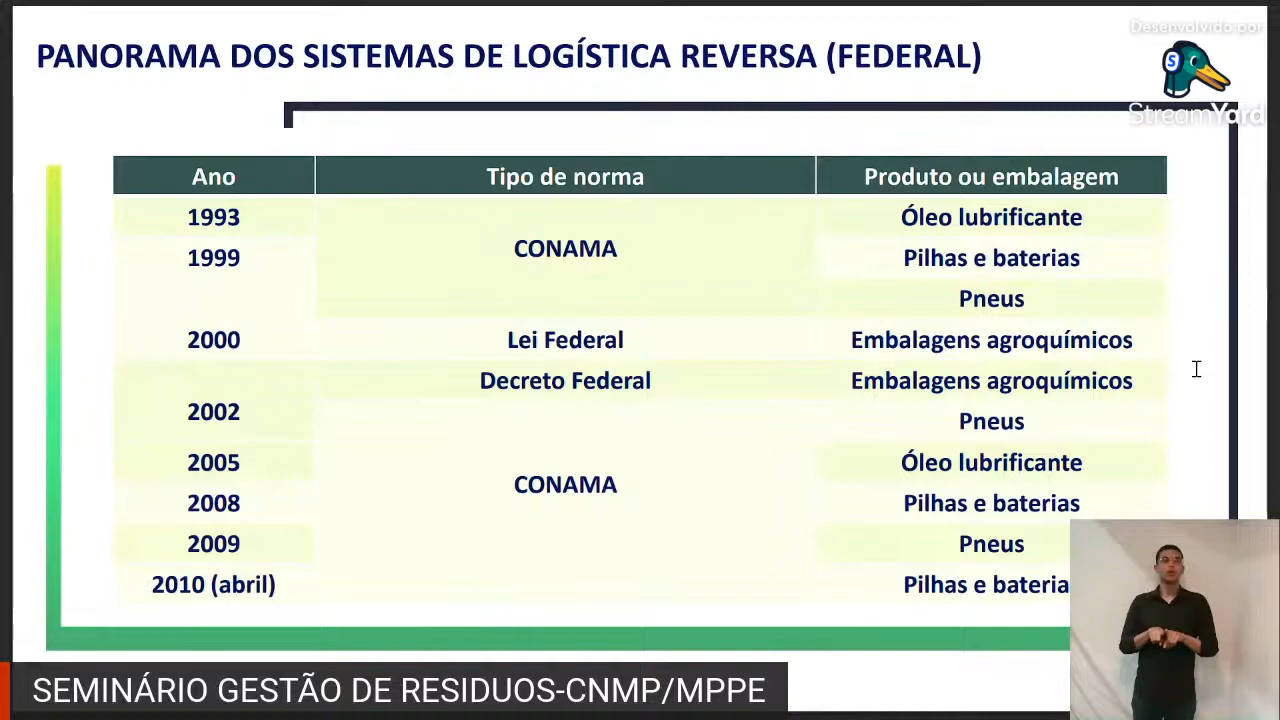 Desenvolvido por
StreamYard
PANORAMA DOS SISTEMAS DE LOGÍSTICA REVERSA (FEDERAL)
Ano Tipo de norma Produto ou embalagem
1993 CONAMA Óleo lubrificante
1999 Pilhas e baterias
Pneus
2000 Lei Federal Embalagens agroquímicos
2002 Decreto Federal Embalagens agroquímicos
Pneus
2005 CONAMA Óleo lubrificante
2008 Pilhas e baterias
2009 Pneus
2010 (abril) Pilhas e bateria
SEMINÁRIO GESTÃO DE RESIDUOS-CNMP/MPPE